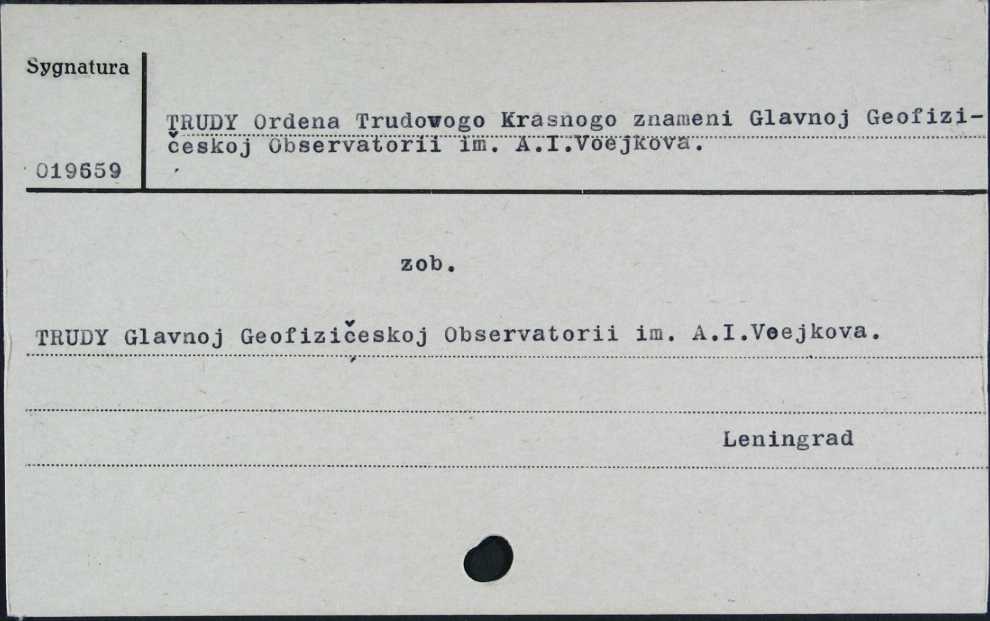 Sygnatura
TRUDY Ordena Trudowogo Krasnogo znameni Glavnoj Geofizi-
českoj Observatorii im. A.I.Voejkova.
019659
zob.
TRUDY Glavnoj Geofizičeskoj Observatorii im. A.I.Voejkova.
Leningrad